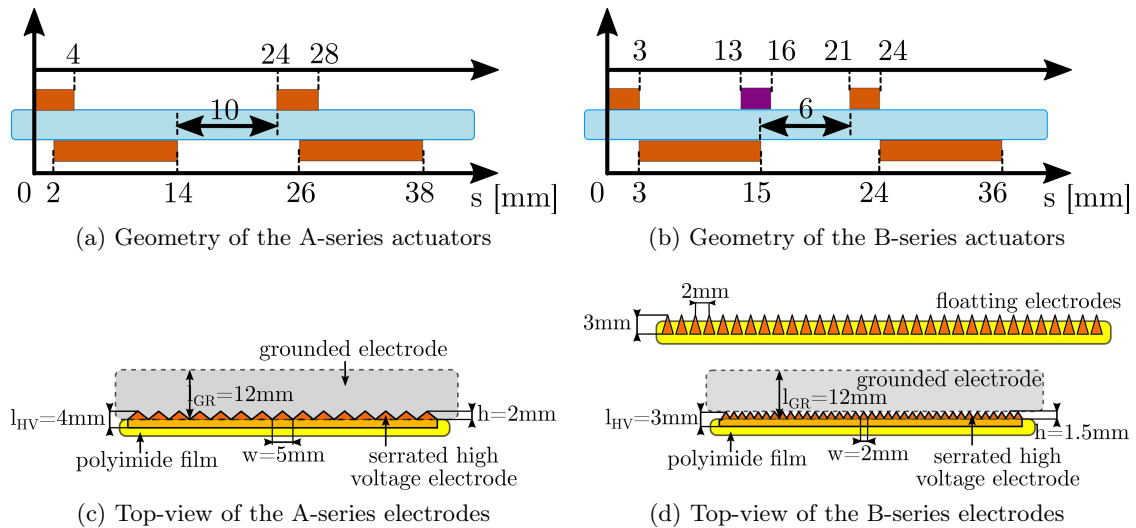 4 24 28
10
0 2 14 26 38 s [mm]
(a) Geometry of the A-series actuators
3 13 16 21 24
6
0 3 15 24 36 s [mm]
(b) Geometry of the B-series actuators
grounded electrode
l_GR=12mm
l_HV=4mm
h=2mm
w=5mm
polyimide film
serrated high
voltage electrode
(c) Top-view of the A-series electrodes
2mm
floatting electrodes
3mm
grounded electrode
l_GR=12mm
l_HV=3mm
h=1.5mm
w=2mm
polyimide film
serrated high
voltage electrode
(d) Top-view of the B-series electrodes